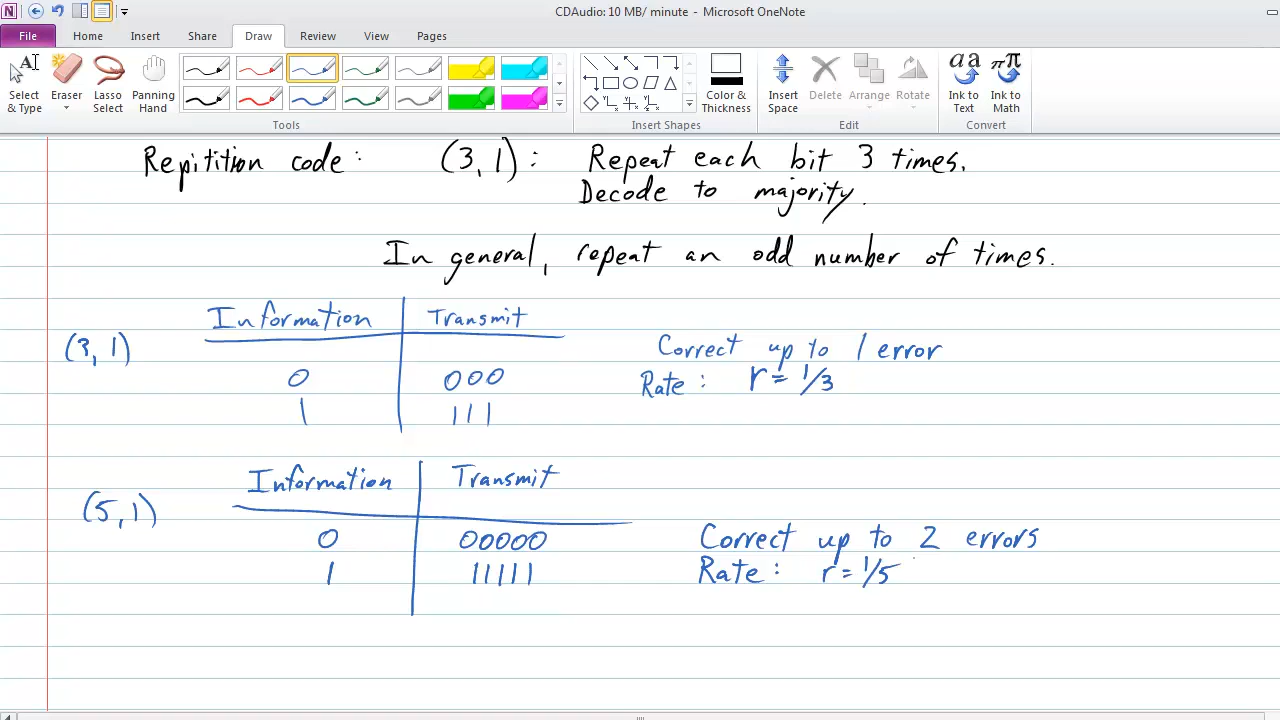 CDAudio: 10 MB/ minute - Microsoft OneNote
File Home Insert Share Draw Review View Pages
Select & Type Eraser Lasso Select Panning Hand Color & Thickness Insert Space Delete Arrange Rotate Ink to Text Ink to Math
Tools Insert Shapes Edit Convert
Repitition code: (3, 1): Repeat each bit 3 times.
Decode to majority.
In general, repeat an odd number of times.
Information Transmit
(3, 1) Correct up to 1 error
0 000 Rate: r = 1/3
1 111
Information Transmit
(5, 1)
0 00000 Correct up to 2 errors
1 11111 Rate: r = 1/5